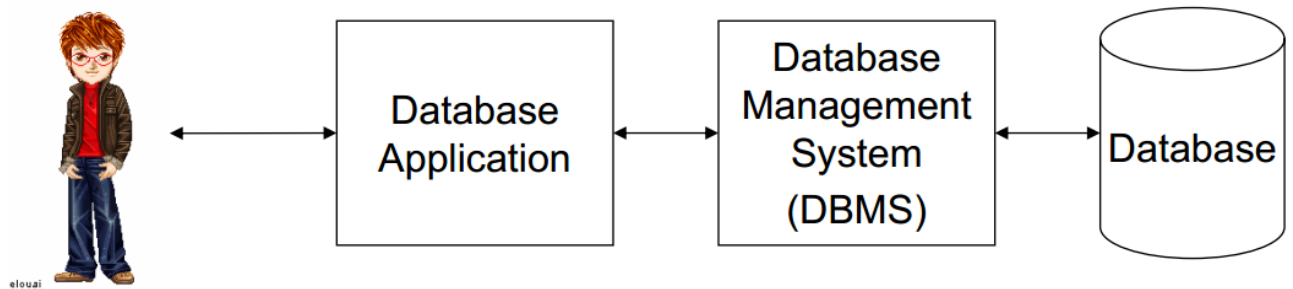 Database
Application
Database
Management
System
(DBMS)
Database
elouai